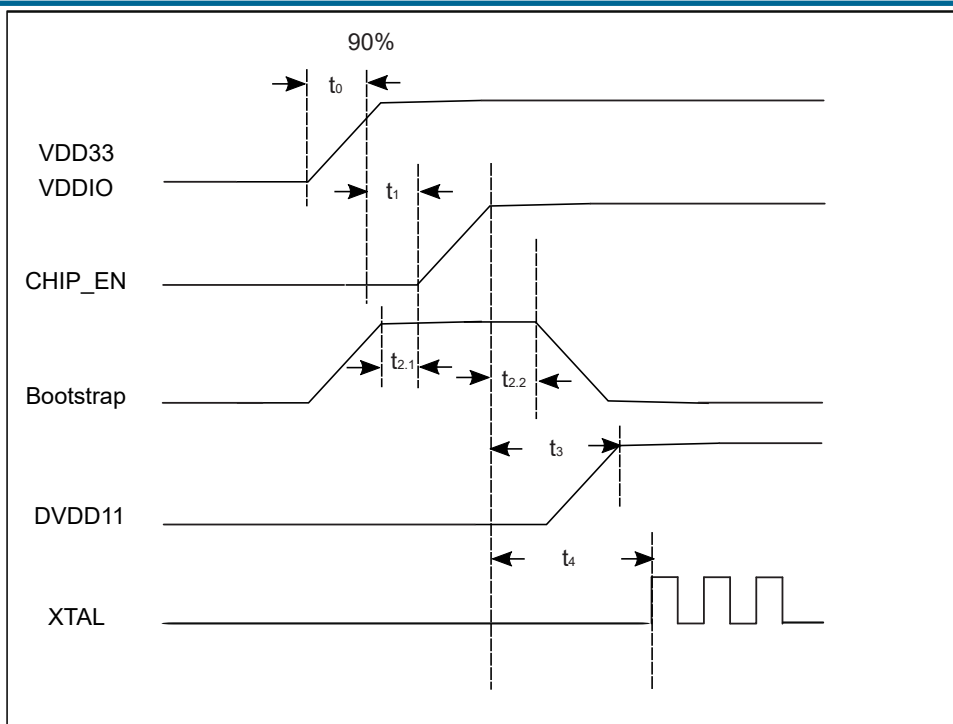 90%
t0
VDD33
VDDIO
t1
CHIP_EN
t2.1
t2.2
Bootstrap
t3
DVDD11
t4
XTAL